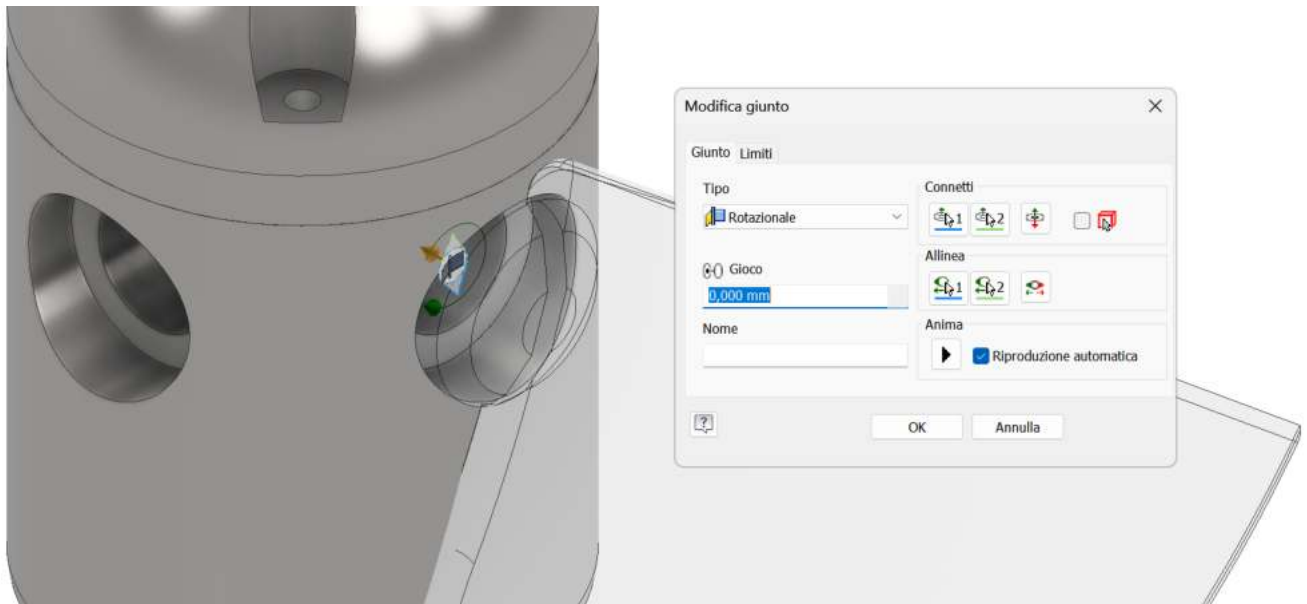 Modifica giunto
Giunto Limiti
Tipo
Rotazionale
Gioco
0,000 mm
Nome
Connetti
1 2
Allinea
1 2
Anima
Riproduzione automatica
?
OK Annulla